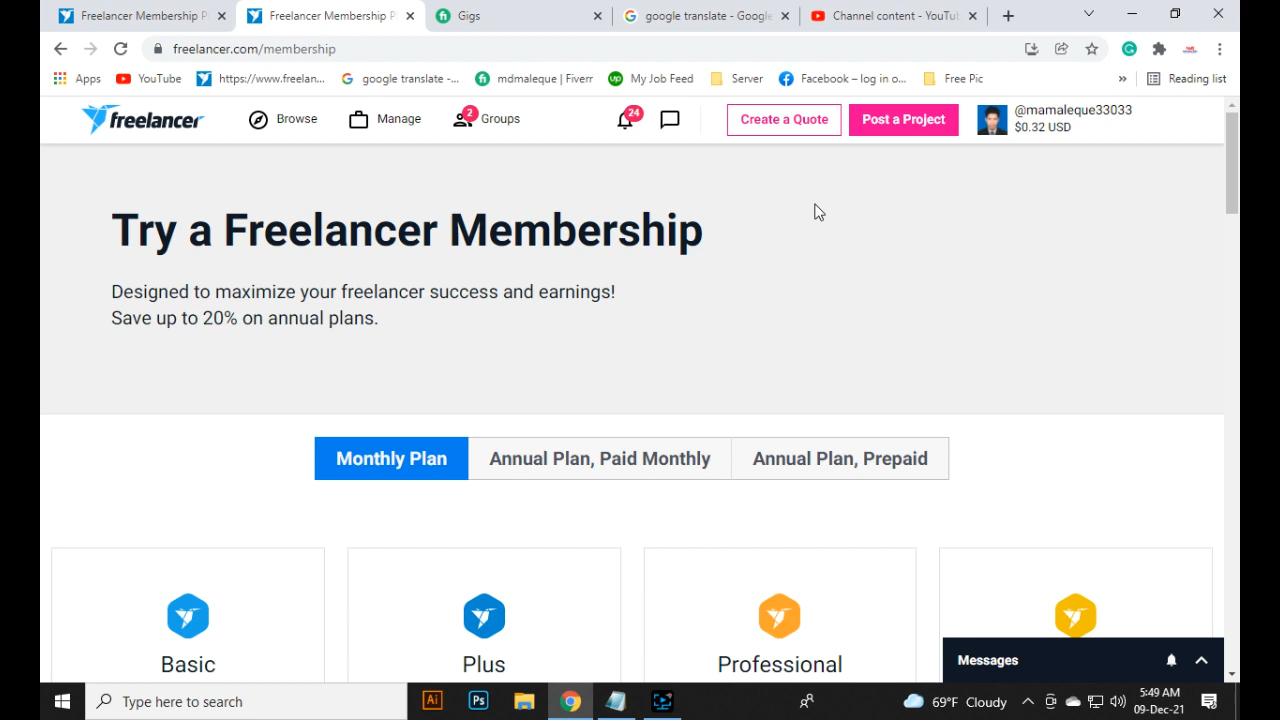 Freelancer Membership P
Freelancer Membership P
Gigs
google translate - Google
Channel content - YouTu
freelancer.com/membership
Apps
YouTube
https://www.freelan...
google translate -...
mdmaleque | Fiverr
My Job Feed
Server
Facebook – log in o...
Free Pic
»
Reading list
freelancer
Browse
Manage
2
Groups
24
Create a Quote
Post a Project
@mamaleque33033
$0.32 USD
Try a Freelancer Membership
Designed to maximize your freelancer success and earnings!
Save up to 20% on annual plans.
Monthly Plan
Annual Plan, Paid Monthly
Annual Plan, Prepaid
Basic
Plus
Professional
Messages
Type here to search
Ai
Ps
69°F Cloudy
5:49 AM
09-Dec-21